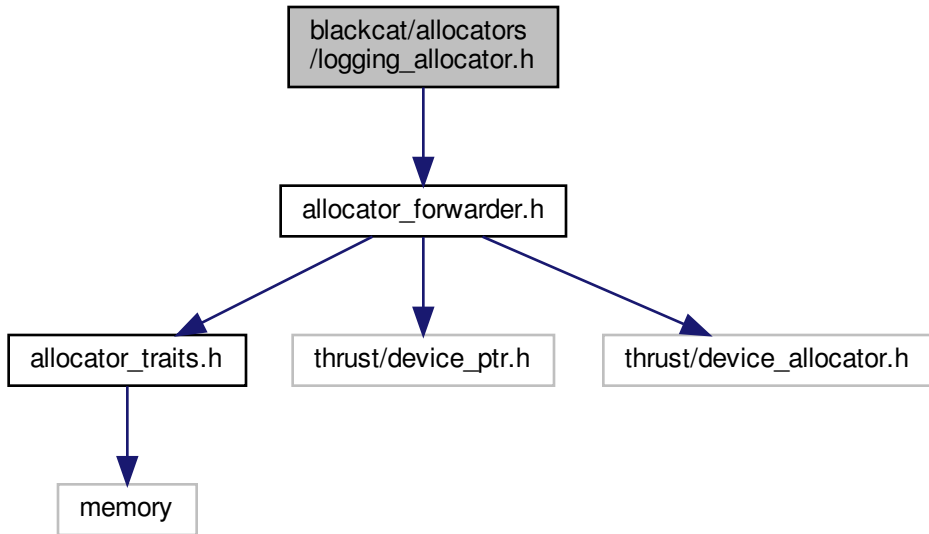 blackcat/allocators
/logging_allocator.h
allocator_forwarder.h
allocator_traits.h
thrust/device_ptr.h
thrust/device_allocator.h
memory